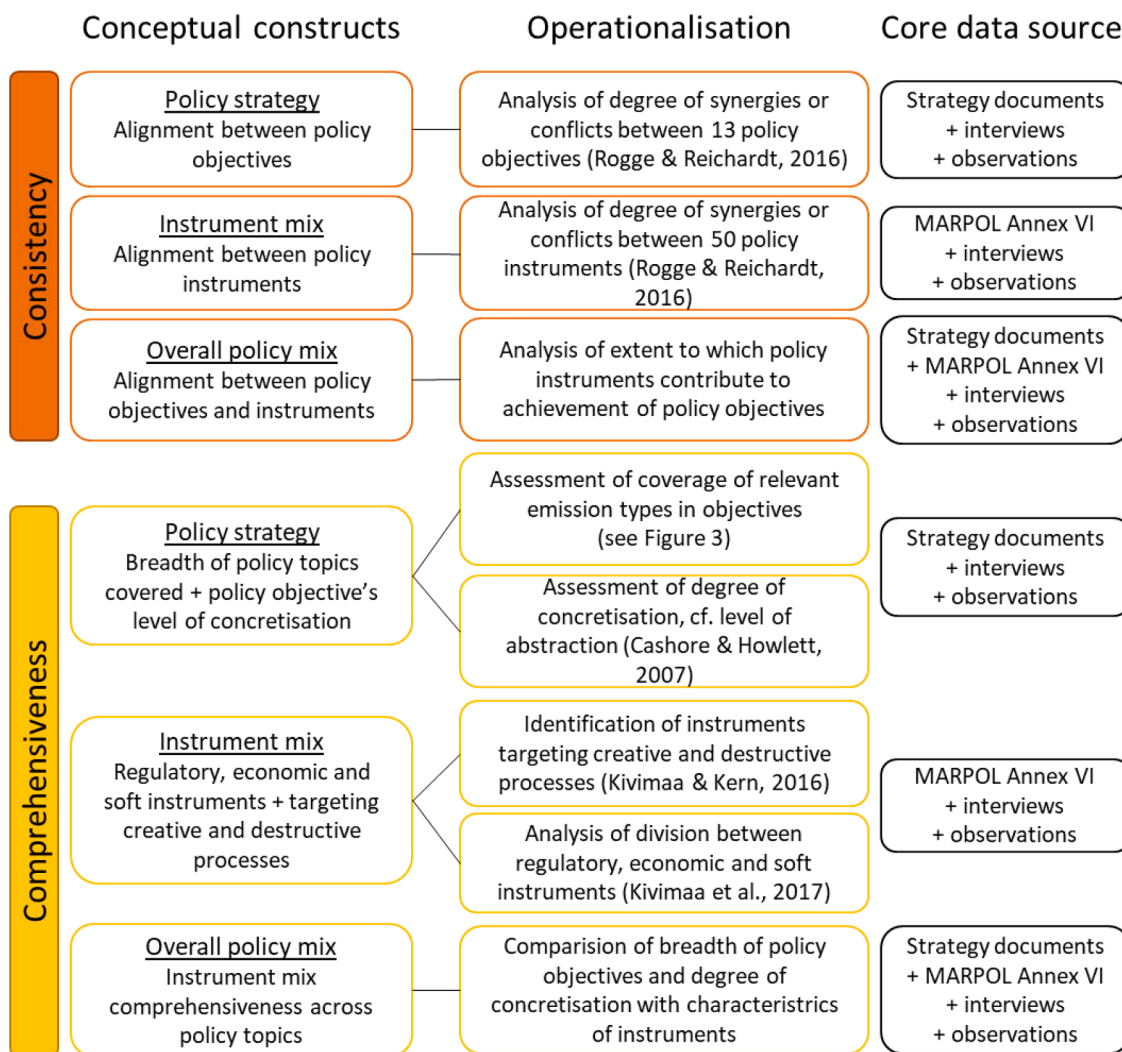 Conceptual constructs
Operationalisation
Core data source
Consistency
Policy strategy
Alignment between policy
objectives
Analysis of degree of synergies or
conflicts between 13 policy
objectives (Rogge & Reichardt, 2016)
Strategy documents
+ interviews
+ observations
Instrument mix
Alignment between policy
instruments
Analysis of degree of synergies or
conflicts between 50 policy
instruments (Rogge & Reichardt,
2016)
MARPOL Annex VI
+ interviews
+ observations
Overall policy mix
Alignment between policy
objectives and instruments
Analysis of extent to which policy
instruments contribute to
achievement of policy objectives
Strategy documents
+ MARPOL Annex VI
+ interviews
+ observations
Comprehensiveness
Policy strategy
Breadth of policy topics
covered + policy objective's
level of concretisation
Assessment of coverage of relevant
emission types in objectives
(see Figure 3)
Assessment of degree of
concretisation, cf. level of
abstraction (Cashore & Howlett,
2007)
Strategy documents
+ interviews
+ observations
Instrument mix
Regulatory, economic and
soft instruments + targeting
creative and destructive
processes
Identification of instruments
targeting creative and destructive
processes (Kivimaa & Kern, 2016)
Analysis of division between
regulatory, economic and soft
instruments (Kivimaa et al., 2017)
MARPOL Annex VI
+ interviews
+ observations
Overall policy mix
Instrument mix
comprehensiveness across
policy topics
Comparision of breadth of policy
objectives and degree of
concretisation with characteristrics
of instruments
Strategy documents
+ MARPOL Annex VI
+ interviews
+ observations